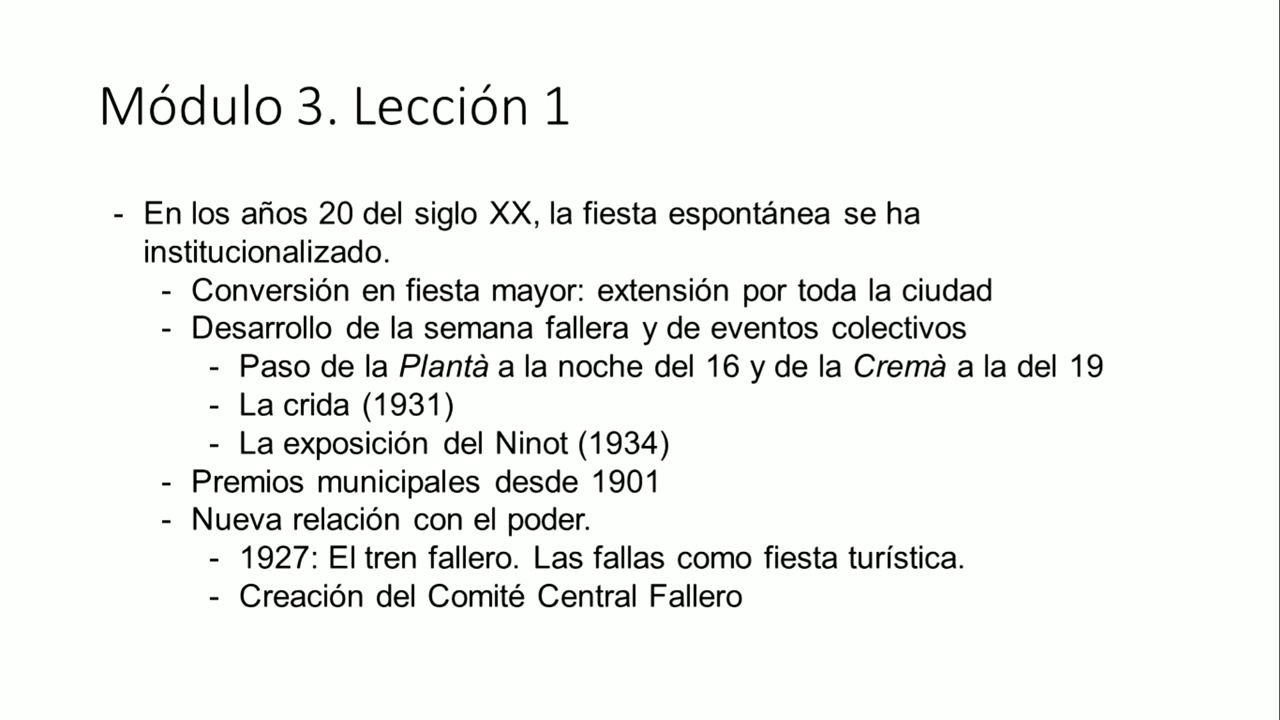 Módulo 3. Lección 1
- En los años 20 del siglo XX, la fiesta espontánea se ha
institucionalizado.
- Conversión en fiesta mayor: extensión por toda la ciudad
- Desarrollo de la semana fallera y de eventos colectivos
- Paso de la Plantà a la noche del 16 y de la Cremà a la del 19
- La crida (1931)
- La exposición del Ninot (1934)
- Premios municipales desde 1901
- Nueva relación con el poder.
- 1927: El tren fallero. Las fallas como fiesta turística.
- Creación del Comité Central Fallero